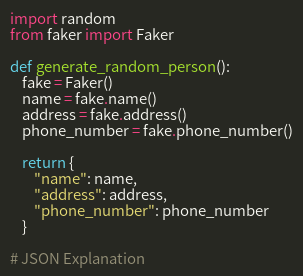 import random
from faker import Faker

def generate_random_person():
    fake = Faker()
    name = fake.name()
    address = fake.address()
    phone_number = fake.phone_number()

    return {
        "name": name,
        "address": address,
        "phone_number": phone_number
    }

# JSON Explanation